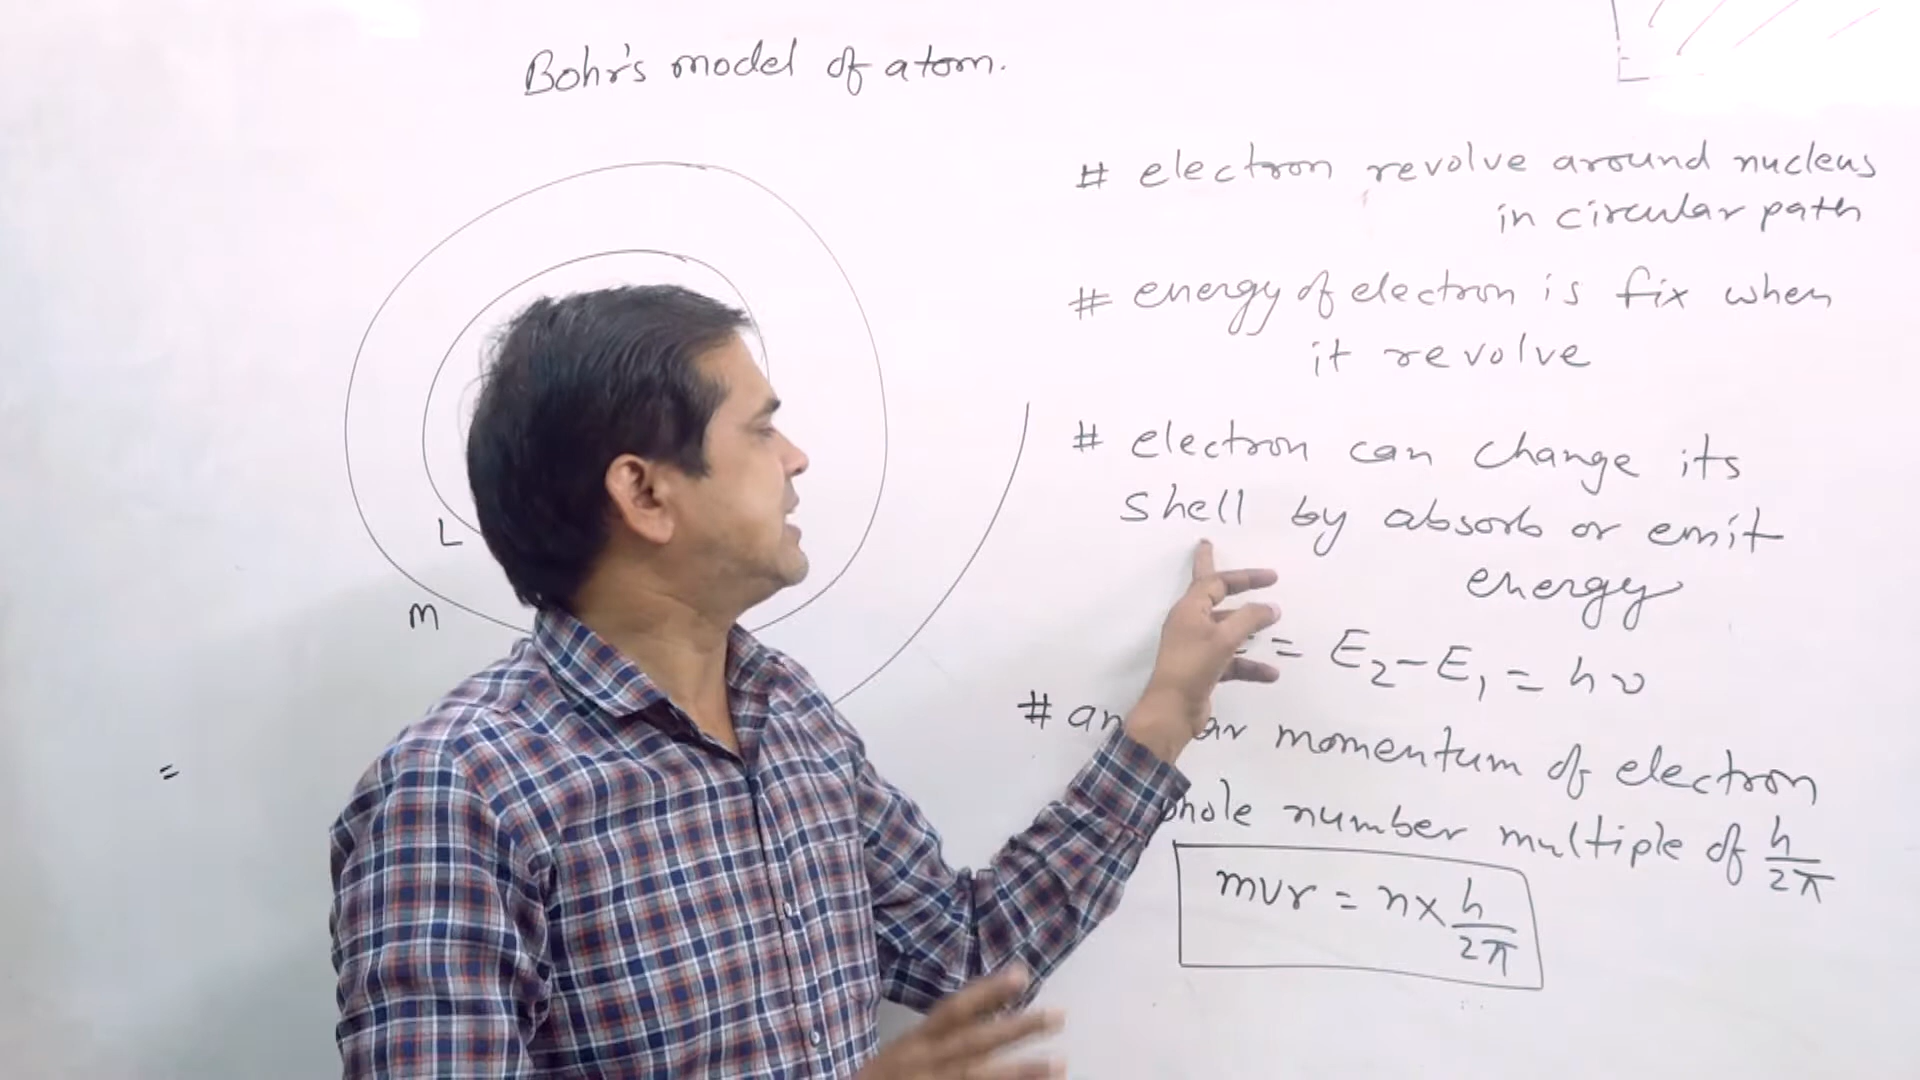 Bohr's model of atom.
# electron revolve around nucleus
in circular path
# energy of electron is fix when
it revolve
# electron can change its
shell by absorb or emit
energy
L
M
= E₂-E₁ = hν
# momentum of electron
number multiple of h/2π
mvr = n×h/2π
=